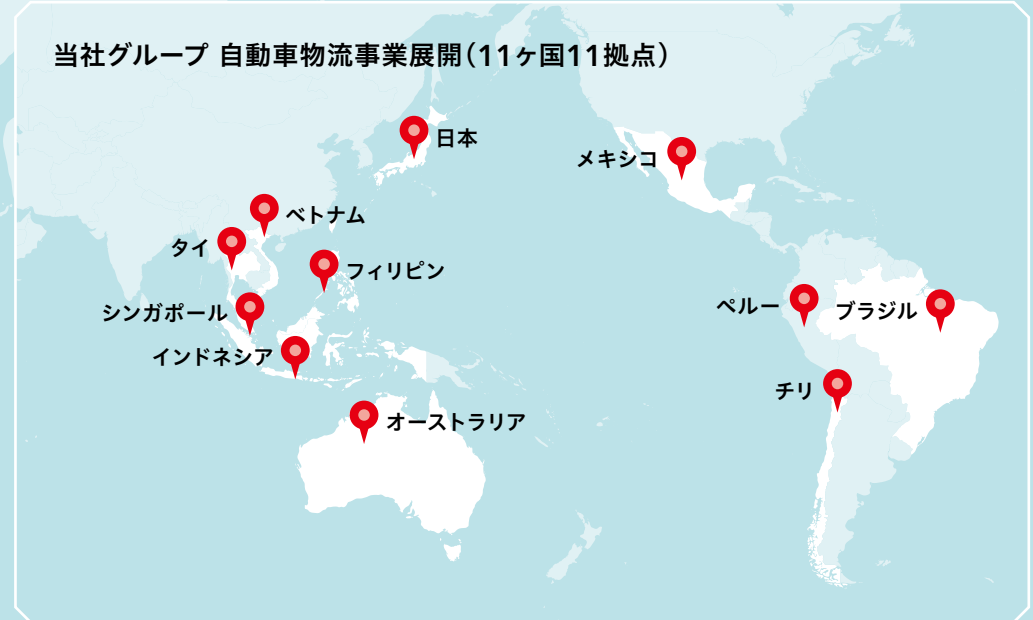 当社グループ 自動車物流事業展開（11ヶ国11拠点）
日本
メキシコ
ベトナム
タイ
フィリピン
シンガポール
ペルー
ブラジル
インドネシア
チリ
オーストラリア